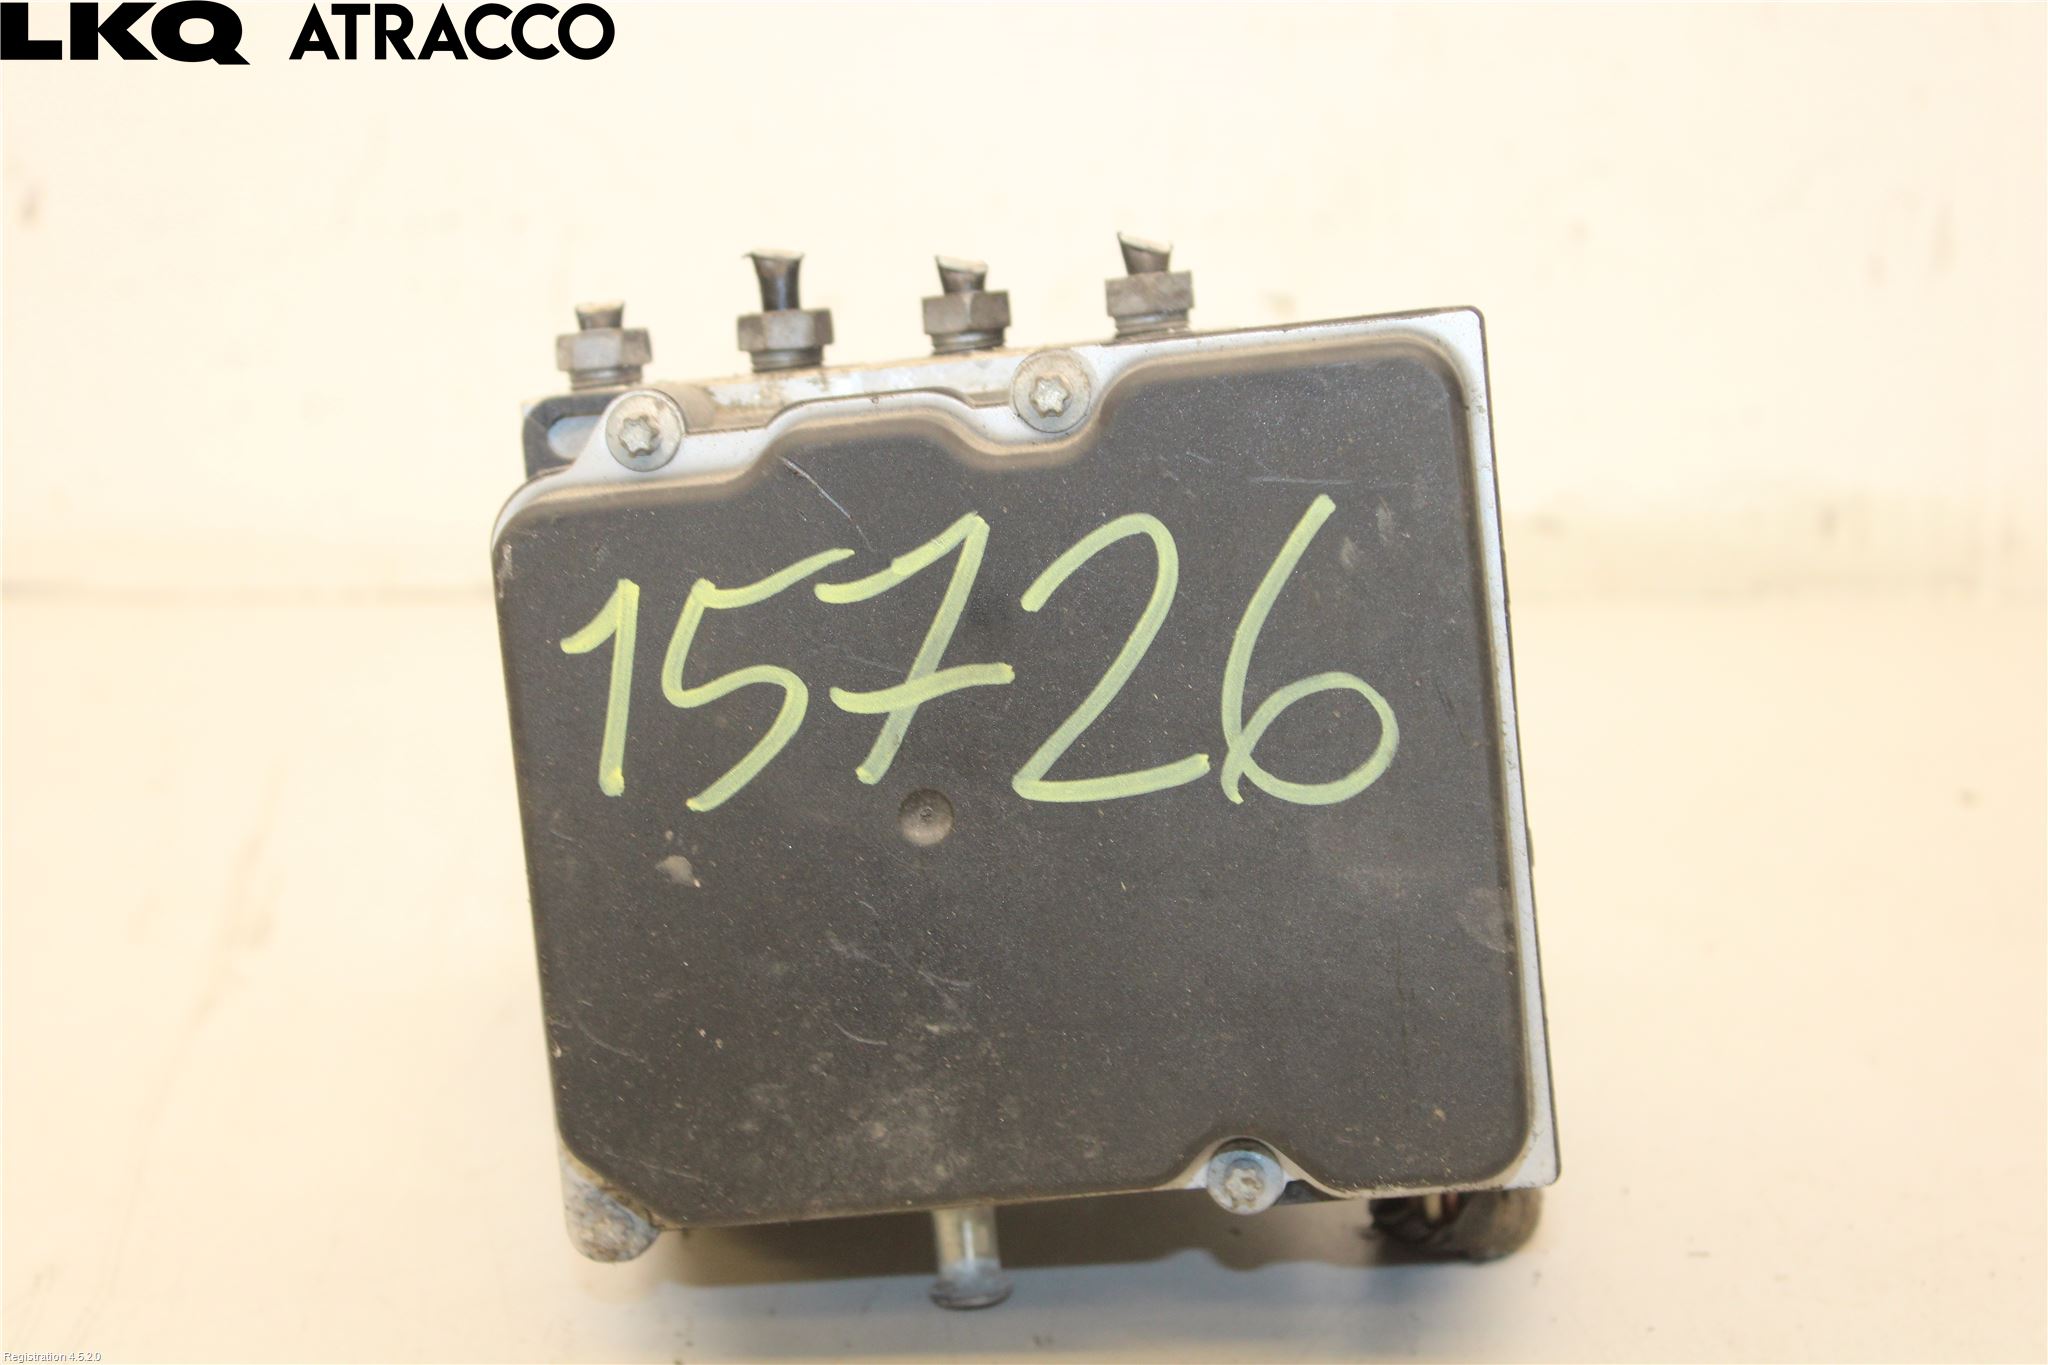 LKQ ATRACCO
15726
Registration 4.5.2.0